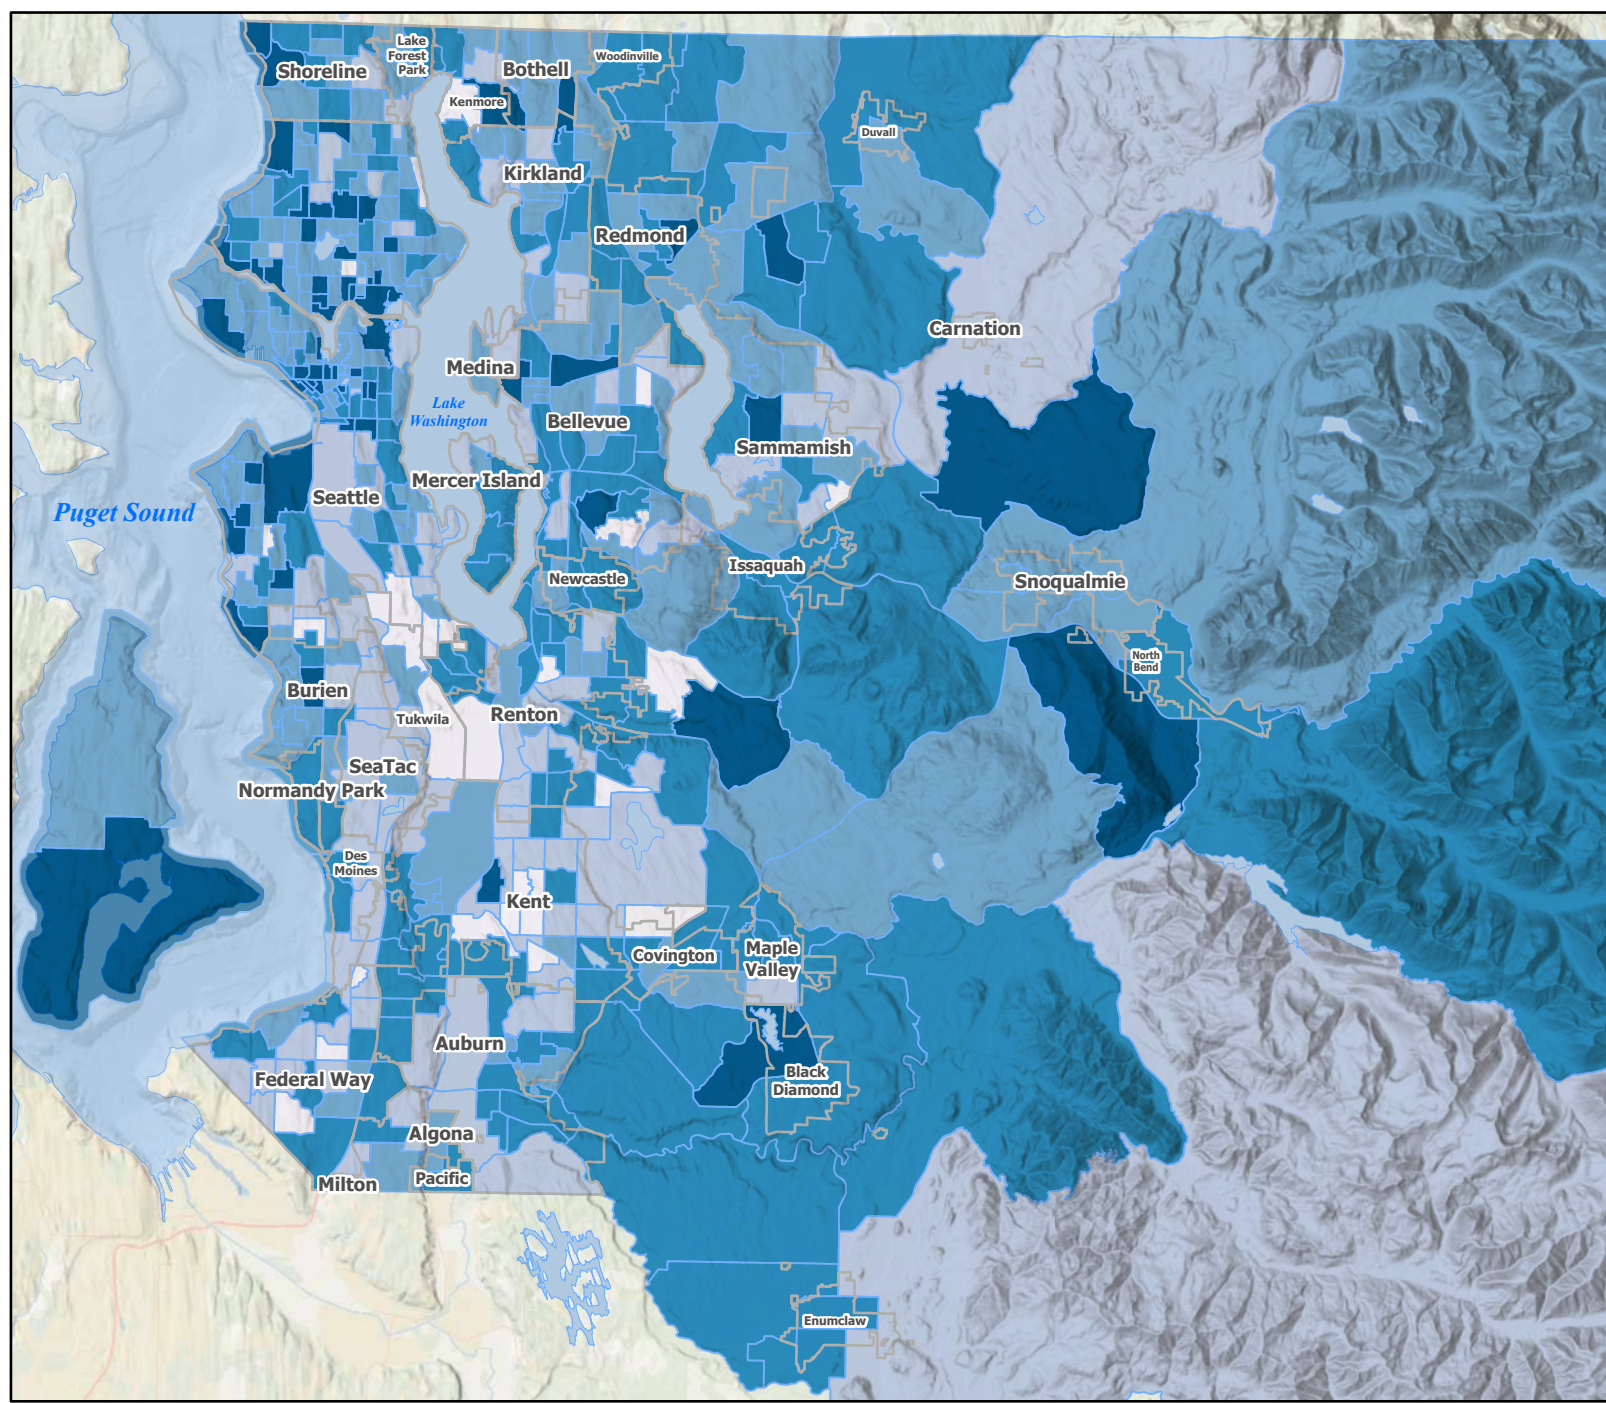 Lake
Forest
Park
Shoreline
Bothell
Woodinville
Kenmore
Duvall
Kirkland
Redmond
Carnation
Medina
Lake
Washington
Bellevue
Sammamish
Mercer Island
Seattle
Puget Sound
Issaquah
Newcastle
Snoqualmie
North
Bend
Burien
Tukwila
Renton
SeaTac
Normandy Park
Des
Moines
Kent
Covington
Maple
Valley
Auburn
Federal Way
Black
Diamond
Algona
Milton
Pacific
Enumclaw